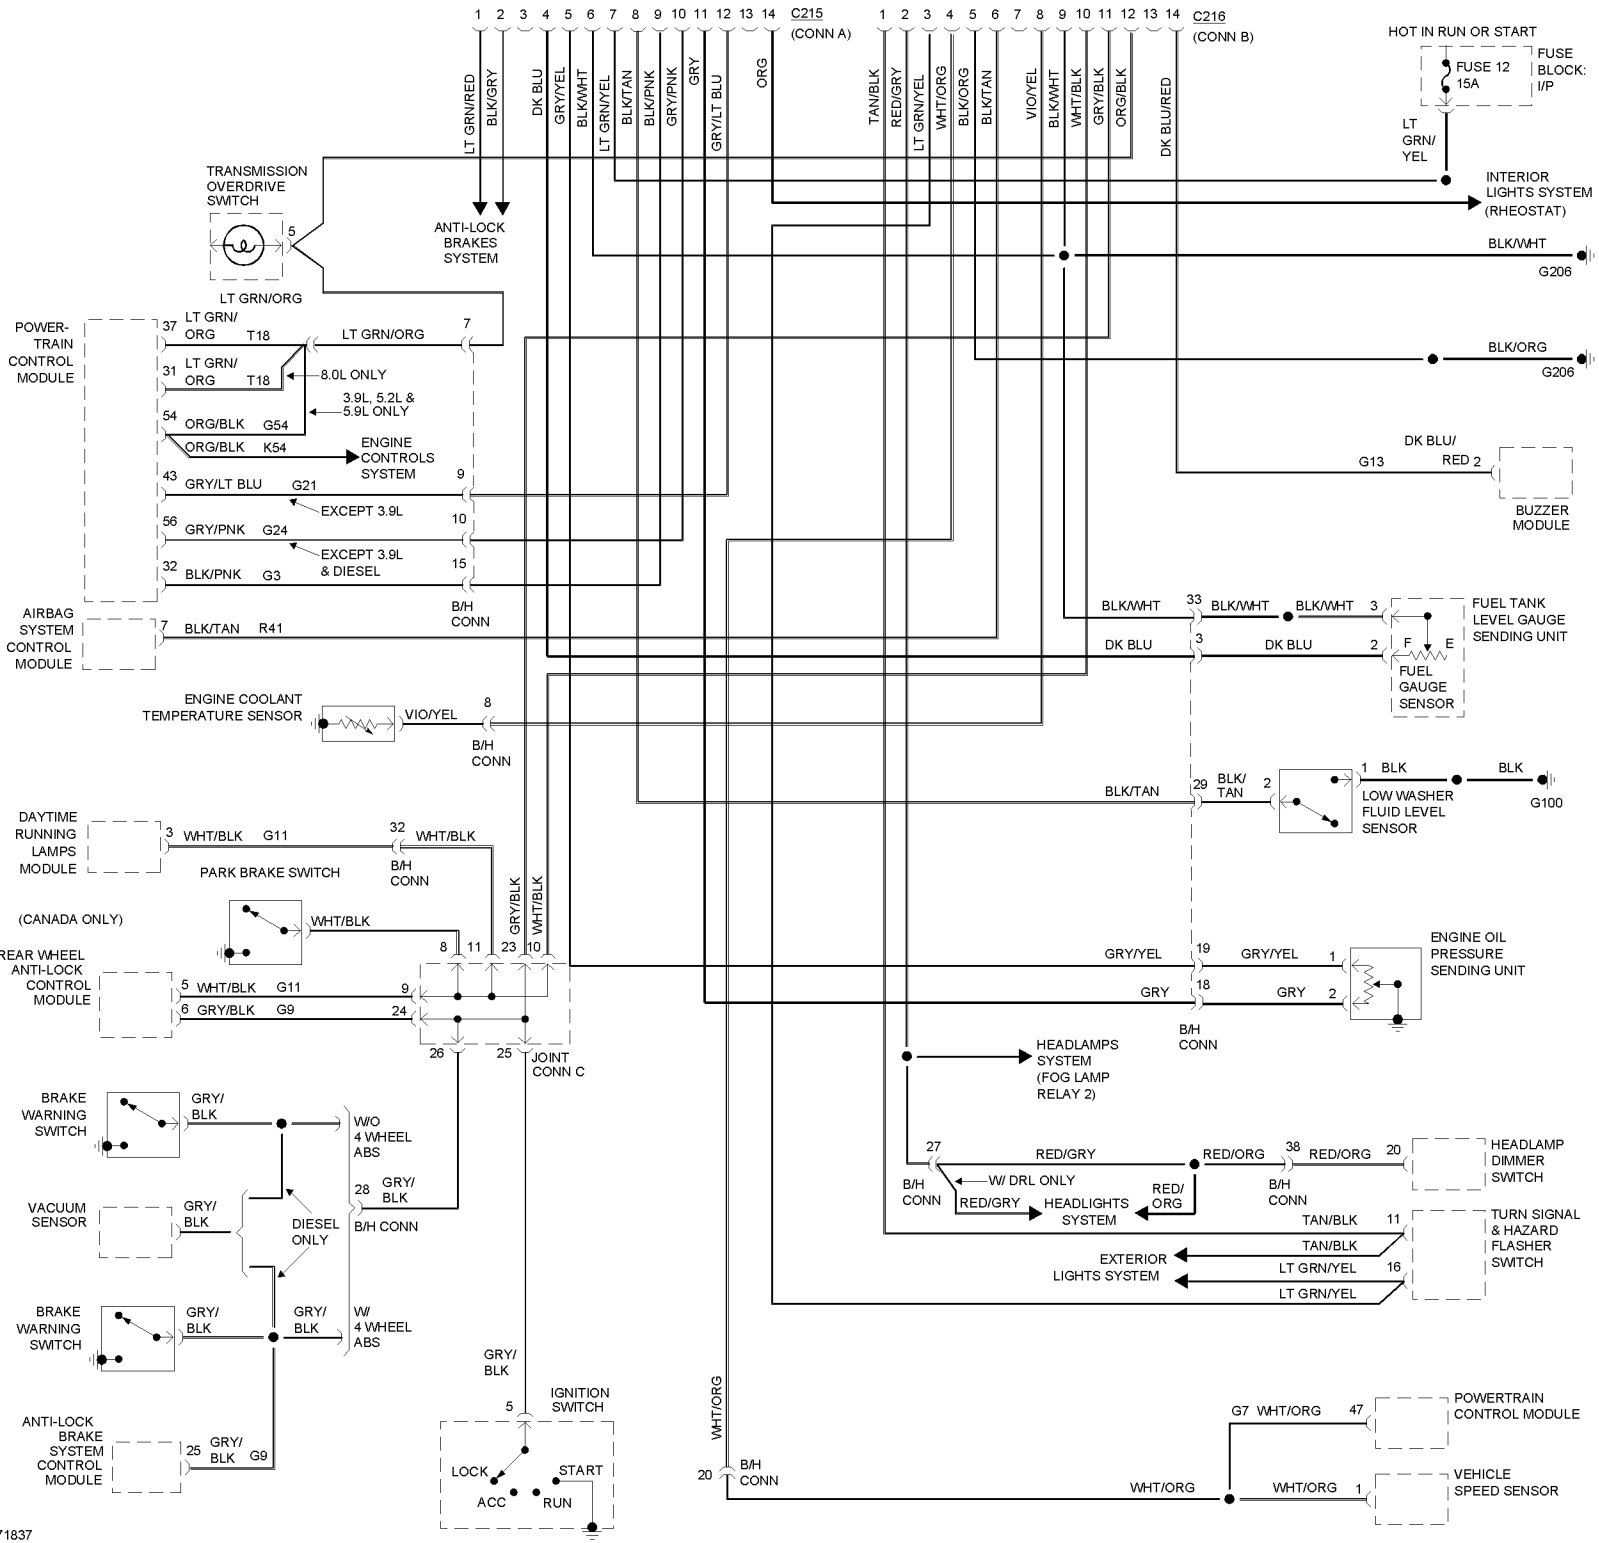 1 2 3 4 5 6 7 8 9 10 11 12 13 14 C215
(CONN A)
1 2 3 4 5 6 7 8 9 10 11 12 13 14 C216
(CONN B)
HOT IN RUN OR START
FUSE 12
15A
FUSE
BLOCK:
I/P
LT
GRN/
YEL
LT GRN/RED
BLK/GRY
DK BLU
GRY/YEL
BLK/WHT
LT GRN/YEL
BLK/TAN
BLK/PNK
GRY/PNK
GRY
GRY/LT BLU
ORG
TAN/BLK
RED/GRY
LT GRN/YEL
WHT/ORG
BLK/ORG
BLK/TAN
VIO/YEL
BLK/WHT
WHT/BLK
GRY/BLK
ORG/BLK
DK BLU/RED
TRANSMISSION
OVERDRIVE
SWITCH
5
ANTI-LOCK
BRAKES
SYSTEM
INTERIOR
LIGHTS SYSTEM
(RHEOSTAT)
BLK/WHT
G206
BLK/ORG
G206
LT GRN/ORG
POWER-
TRAIN
CONTROL
MODULE
37 LT GRN/
ORG T18
LT GRN/ORG 7
31 LT GRN/
ORG T18
8.0L ONLY
3.9L, 5.2L &
5.9L ONLY
54 ORG/BLK G54
ORG/BLK K54
ENGINE
CONTROLS
SYSTEM
43 GRY/LT BLU G21 9
EXCEPT 3.9L
56 GRY/PNK G24 10
EXCEPT 3.9L
& DIESEL
32 BLK/PNK G3 15
B/H
CONN
DK BLU/
G13 RED 2
BUZZER
MODULE
AIRBAG
SYSTEM
CONTROL
MODULE
7 BLK/TAN R41
BLK/WHT 33 BLK/WHT BLK/WHT 3
DK BLU 3 DK BLU 2
F E
FUEL
GAUGE
SENSOR
FUEL TANK
LEVEL GAUGE
SENDING UNIT
ENGINE COOLANT
TEMPERATURE SENSOR
VIO/YEL 8
B/H
CONN
BLK/TAN 29 BLK/
TAN 2
1 BLK BLK
G100
LOW WASHER
FLUID LEVEL
SENSOR
DAYTIME
RUNNING
LAMPS
MODULE
3 WHT/BLK G11 32 WHT/BLK
B/H
CONN
PARK BRAKE SWITCH
(CANADA ONLY)
WHT/BLK
GRY/BLK
WHT/BLK
8 11 23 10
REAR WHEEL
ANTI-LOCK
CONTROL
MODULE
5 WHT/BLK G11 9
6 GRY/BLK G9 24
26 25
JOINT
CONN C
GRY/YEL 19 GRY/YEL 1
GRY 18 GRY 2
B/H
CONN
ENGINE OIL
PRESSURE
SENDING UNIT
HEADLAMPS
SYSTEM
(FOG LAMP
RELAY 2)
BRAKE
WARNING
SWITCH
GRY/
BLK
W/O
4 WHEEL
ABS
28 GRY/
BLK
B/H CONN
VACUUM
SENSOR
GRY/
BLK
DIESEL
ONLY
BRAKE
WARNING
SWITCH
GRY/
BLK
GRY/
BLK
W/
4 WHEEL
ABS
27 RED/GRY RED/ORG 38 RED/ORG 20
B/H
CONN
W/ DRL ONLY
RED/GRY
HEADLIGHTS
SYSTEM
RED/
ORG
B/H
CONN
HEADLAMP
DIMMER
SWITCH
TAN/BLK 11
TAN/BLK
EXTERIOR
LIGHTS SYSTEM
LT GRN/YEL 16
LT GRN/YEL
TURN SIGNAL
& HAZARD
FLASHER
SWITCH
GRY/
BLK
IGNITION
SWITCH
5
LOCK START
ACC RUN
ANTI-LOCK
BRAKE
SYSTEM
CONTROL
MODULE
25 GRY/
BLK G9
WHT/ORG
20 B/H
CONN
G7 WHT/ORG 47
POWERTRAIN
CONTROL MODULE
WHT/ORG WHT/ORG 1
VEHICLE
SPEED SENSOR
71837